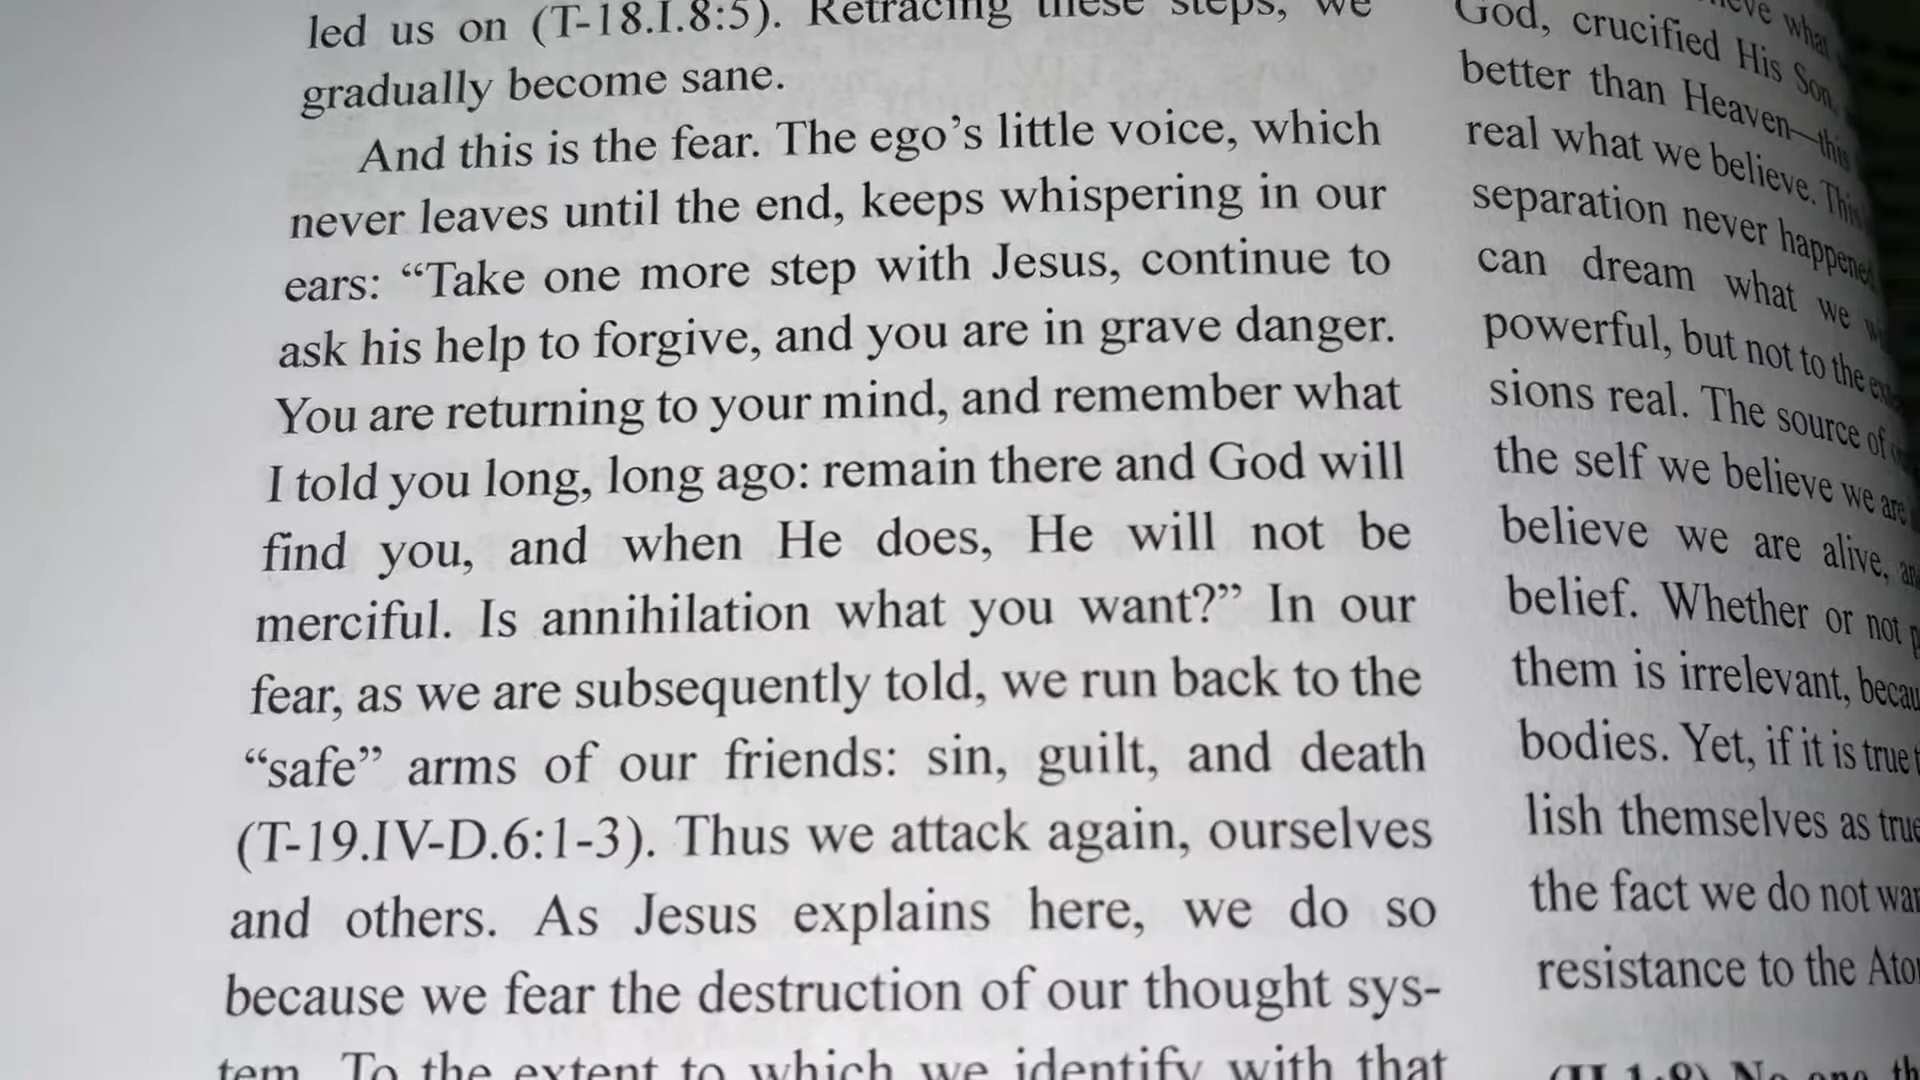 led us on (T-18.I.8:5). Retracing these steps, we
gradually become sane.
And this is the fear. The ego’s little voice, which
never leaves until the end, keeps whispering in our
ears: “Take one more step with Jesus, continue to
ask his help to forgive, and you are in grave danger.
You are returning to your mind, and remember what
I told you long, long ago: remain there and God will
find you, and when He does, He will not be
merciful. Is annihilation what you want?” In our
fear, as we are subsequently told, we run back to the
“safe” arms of our friends: sin, guilt, and death
(T-19.IV-D.6:1-3). Thus we attack again, ourselves
and others. As Jesus explains here, we do so
because we fear the destruction of our thought sys-
tem. To the extent to which we identify with that
what
God, crucified His Son,
better than Heaven—this
real what we believe. This
separation never happened
can dream what we
powerful, but not to the
sions real. The source of
the self we believe we are
believe we are alive,
belief. Whether or not
them is irrelevant,
bodies. Yet, if it is true
lish themselves as true
the fact we do not
resistance to the
(II.1:9) No one